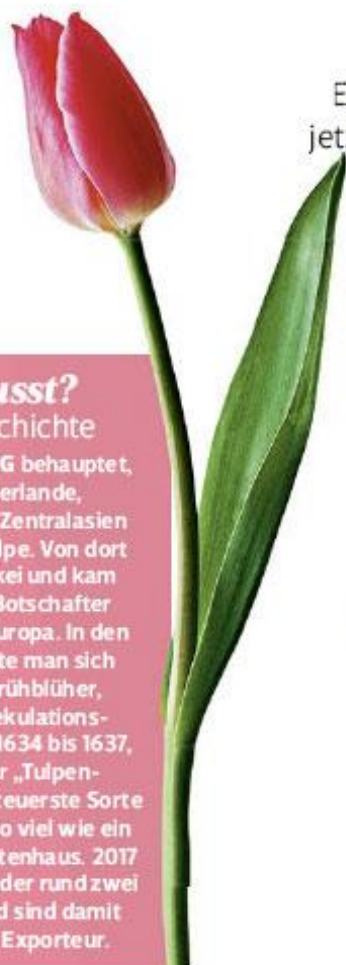 E
jet
usst?
chichte
G behauptet,
erlande,
Zentralasien
lpe. Von dort
kei und kam
Botschafter
uropa. In den
te man sich
rühblüher,
ekulations-
1634 bis 1637,
r „Tulpen-
teuerste Sorte
o viel wie ein
tenhaus. 2017
der rund zwei
d sind damit
Exporteur.